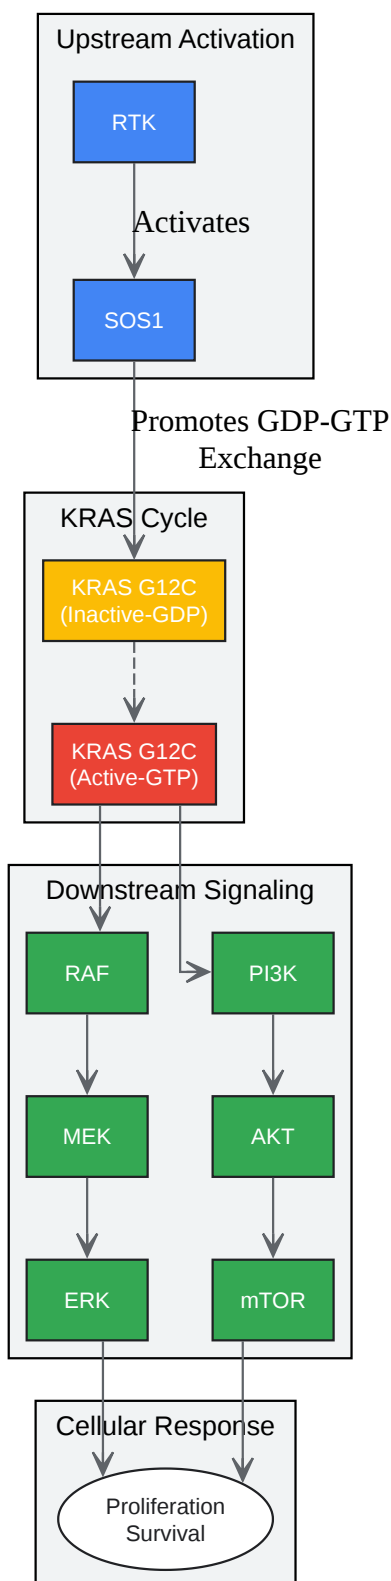 Upstream Activation
RTK
Activates
SOS1
Promotes GDP-GTP
Exchange
KRAS Cycle
KRAS G12C
(Inactive-GDP)
KRAS G12C
(Active-GTP)
Downstream Signaling
RAF
PI3K
MEK
AKT
ERK
mTOR
Cellular Response
Proliferation
Survival